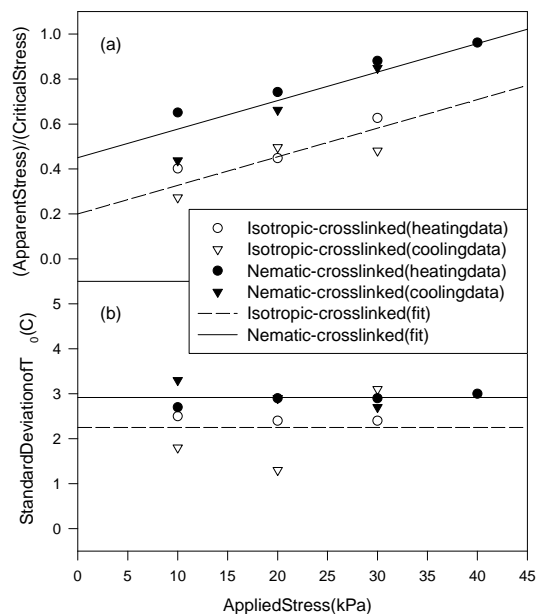 (ApparentStress)/(CriticalStress)
1.0
0.8
0.6
0.4
0.2
0.0
(a)
Isotropic-crosslinked(heatingdata)
Isotropic-crosslinked(coolingdata)
Nematic-crosslinked(heatingdata)
Nematic-crosslinked(coolingdata)
Isotropic-crosslinked(fit)
Nematic-crosslinked(fit)
StandardDeviationofT 0(C)
5
4
3
2
1
0
(b)
0 5 10 15 20 25 30 35 40 45
AppliedStress(kPa)